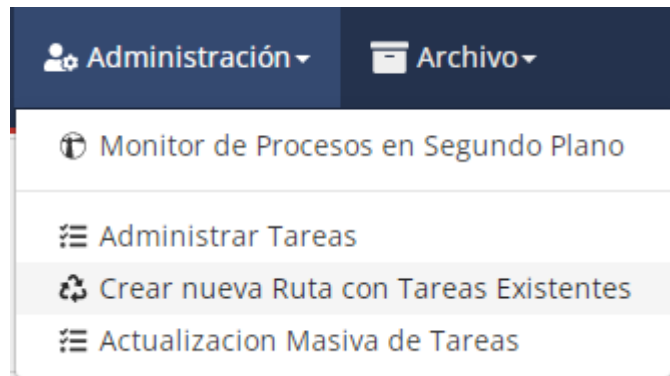 Administración Archivo
Monitor de Procesos en Segundo Plano
Administrar Tareas
Crear nueva Ruta con Tareas Existentes
Actualizacion Masiva de Tareas